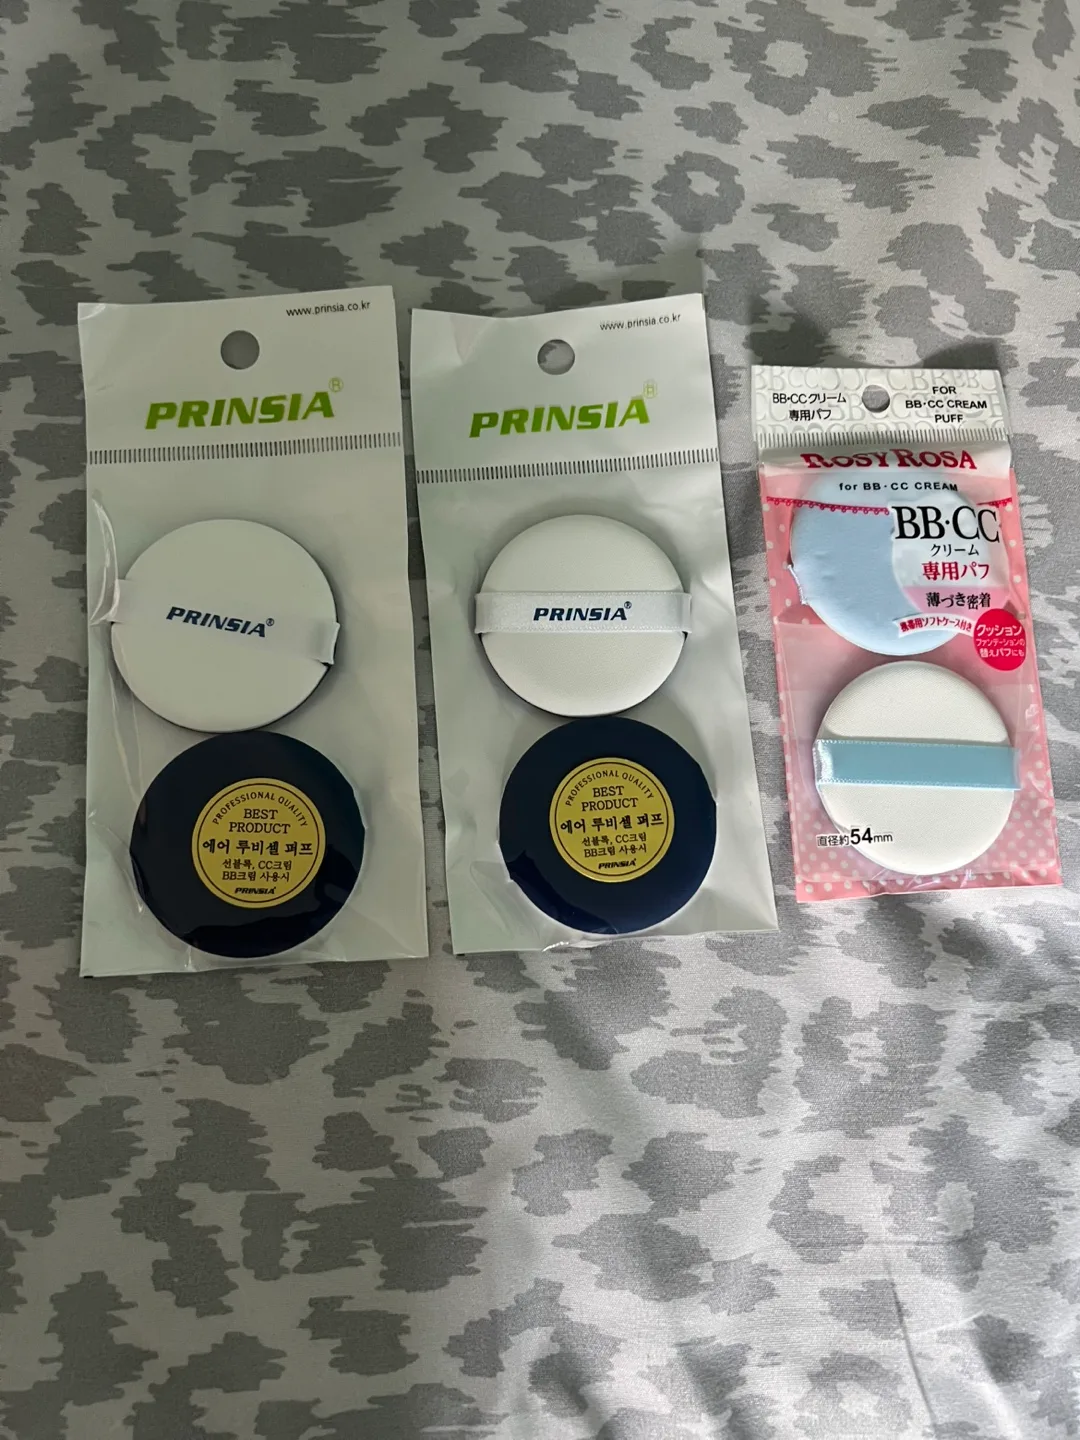 www.prinsia.co.kr
PRINSIA®
PRINSIA®
PROFESSIONAL QUALITY
BEST
PRODUCT
에어 루비셀 퍼프
선블록, CC크림
BB크림 사용시
PRINSIA
www.prinsia.co.kr
PRINSIA®
PRINSIA®
PROFESSIONAL QUALITY
BEST
PRODUCT
에어 루비셀 퍼프
선블록, CC크림
BB크림 사용시
PRINSIA
BB•CCクリーム
専用パフ
FOR
BB•CC CREAM
PUFF
ROSY ROSA
for BB・CC CREAM
BB・CC
クリーム
専用パフ
薄づき密着
携帯用ソフトケース付き
クッション
ファンデーションの
替えパフにも
直径約54mm